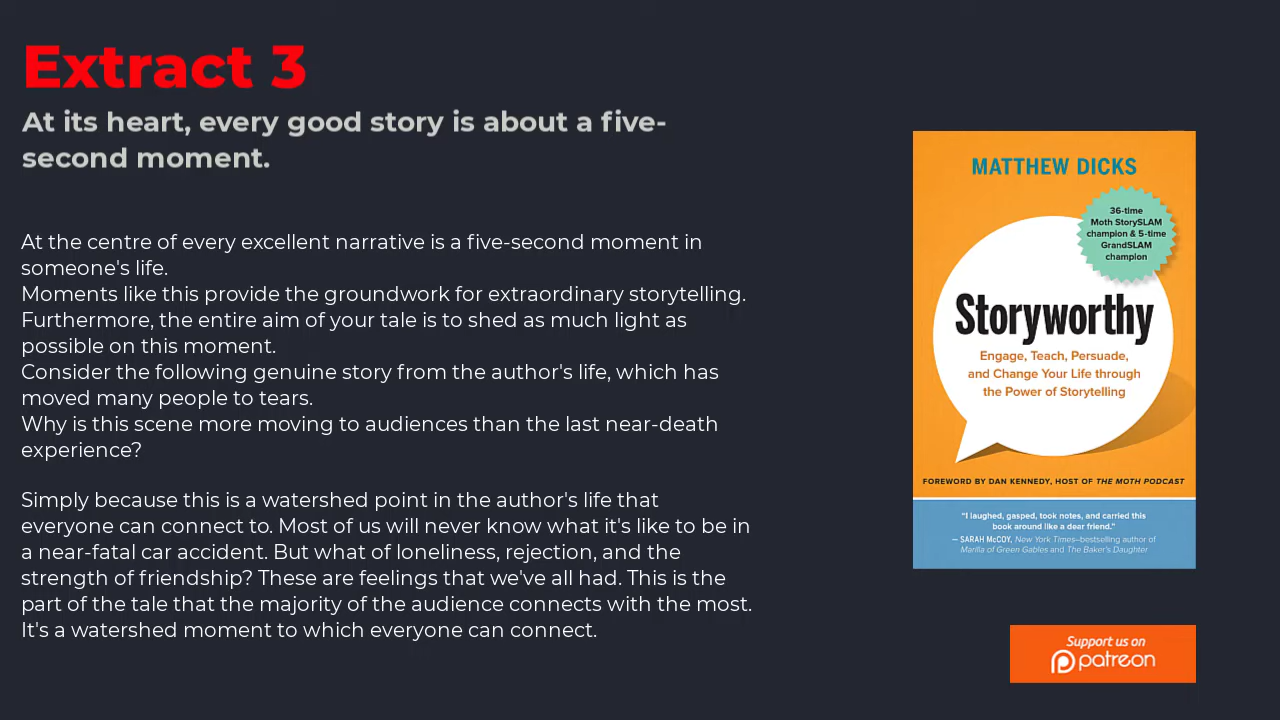 Extract 3
At its heart, every good story is about a five-
second moment.
At the centre of every excellent narrative is a five-second moment in
someone's life.
Moments like this provide the groundwork for extraordinary storytelling.
Furthermore, the entire aim of your tale is to shed as much light as
possible on this moment.
Consider the following genuine story from the author's life, which has
moved many people to tears.
Why is this scene more moving to audiences than the last near-death
experience?
Simply because this is a watershed point in the author's life that
everyone can connect to. Most of us will never know what it's like to be in
a near-fatal car accident. But what of loneliness, rejection, and the
strength of friendship? These are feelings that we've all had. This is the
part of the tale that the majority of the audience connects with the most.
It's a watershed moment to which everyone can connect.
MATTHEW DICKS
36-time
Moth StorySLAM
champion & 5-time
GrandSLAM
champion
Storyworthy
Engage, Teach, Persuade,
and Change Your Life through
the Power of Storytelling
FOREWORD BY DAN KENNEDY, HOST OF THE MOTH PODCAST
"I laughed, gasped, took notes, and carried this
book around like a dear friend."
— SARAH McCOY, New York Times–bestselling author of
Marilla of Green Gables and The Baker's Daughter
Support us on
patreon